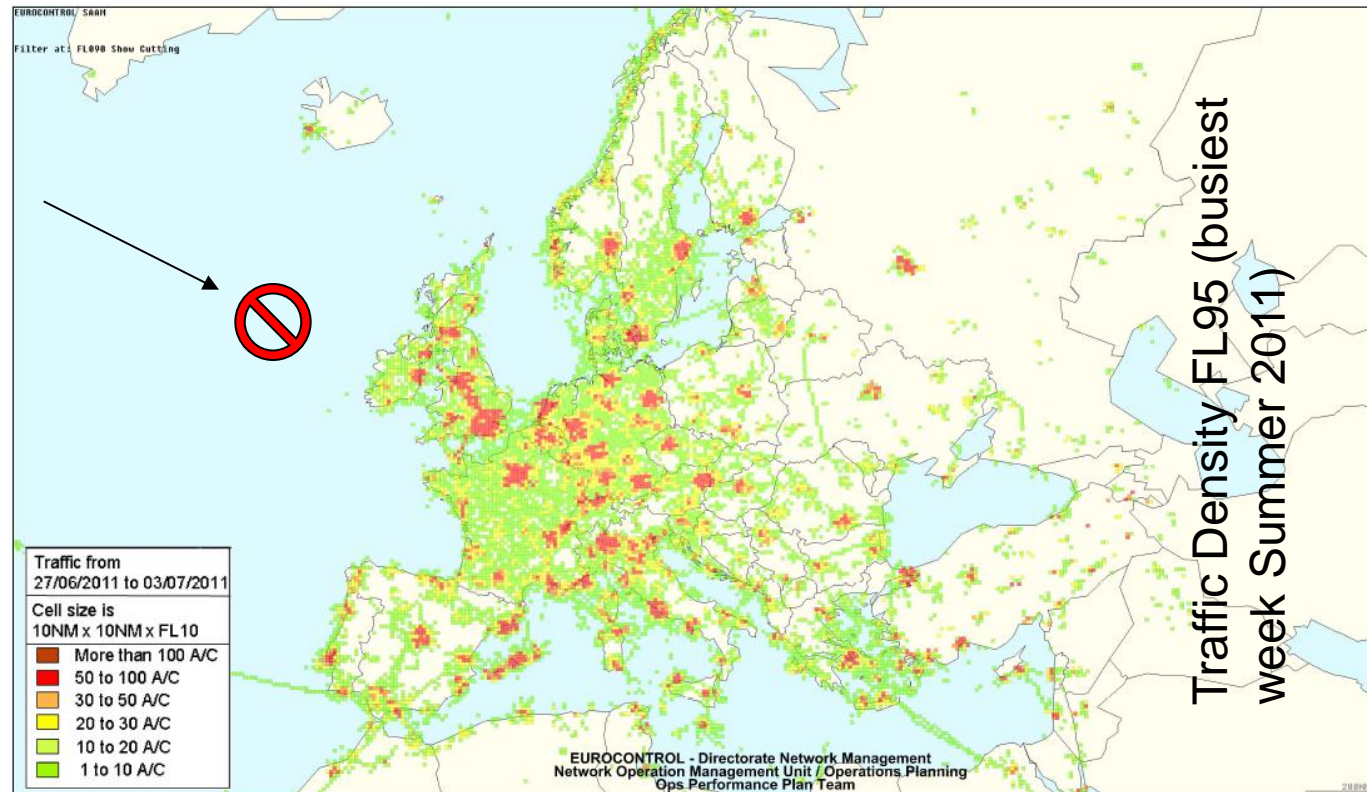 EUROCONTROL SAAM
Filter at: FL090 Show Cutting
Traffic Density FL95 (busiest
week Summer 2011)
Traffic from
27/06/2011 to 03/07/2011
Cell size is
10NM x 10NM x FL10
More than 100 A/C
50 to 100 A/C
30 to 50 A/C
20 to 30 A/C
10 to 20 A/C
1 to 10 A/C
EUROCONTROL - Directorate Network Management
Network Operation Management Unit / Operations Planning
Ops Performance Plan Team